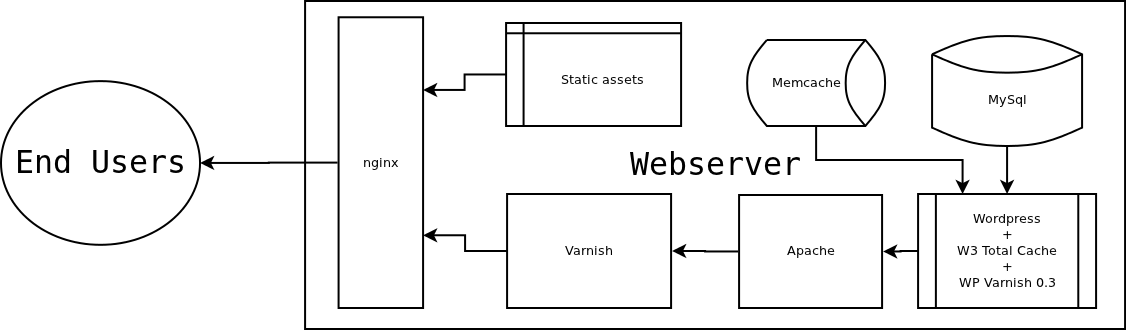 End Users
nginx
Static assets
Memcache
MySql
Webserver
Varnish
Apache
Wordpress
+
W3 Total Cache
+
WP Varnish 0.3